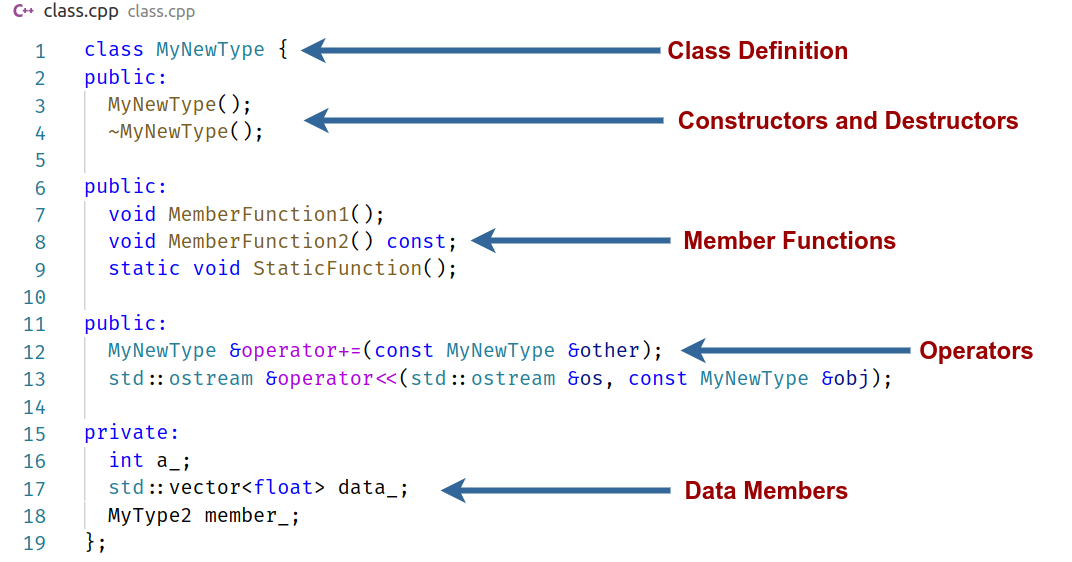 C++ class.cpp class.cpp
1 class MyNewType { Class Definition
2 public:
3 MyNewType();
4 ~MyNewType(); Constructors and Destructors
5
6 public:
7 void MemberFunction1();
8 void MemberFunction2() const; Member Functions
9 static void StaticFunction();
10
11 public:
12 MyNewType &operator+=(const MyNewType &other); Operators
13 std::ostream &operator<<(std::ostream &os, const MyNewType &obj);
14
15 private:
16 int a_;
17 std::vector<float> data_; Data Members
18 MyType2 member_;
19 };